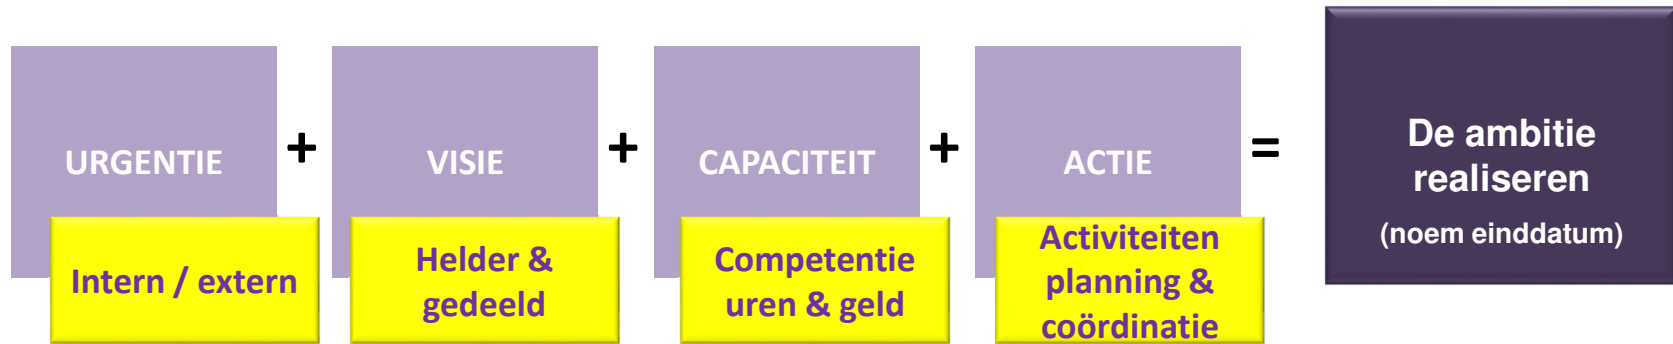 URGENTIE
+
VISIE
+
CAPACITEIT
+
ACTIE
=
De ambitie
realiseren
(noem einddatum)
Intern / extern
Helder &
gedeeld
Competentie
uren & geld
Activiteiten
planning &
coördinatie